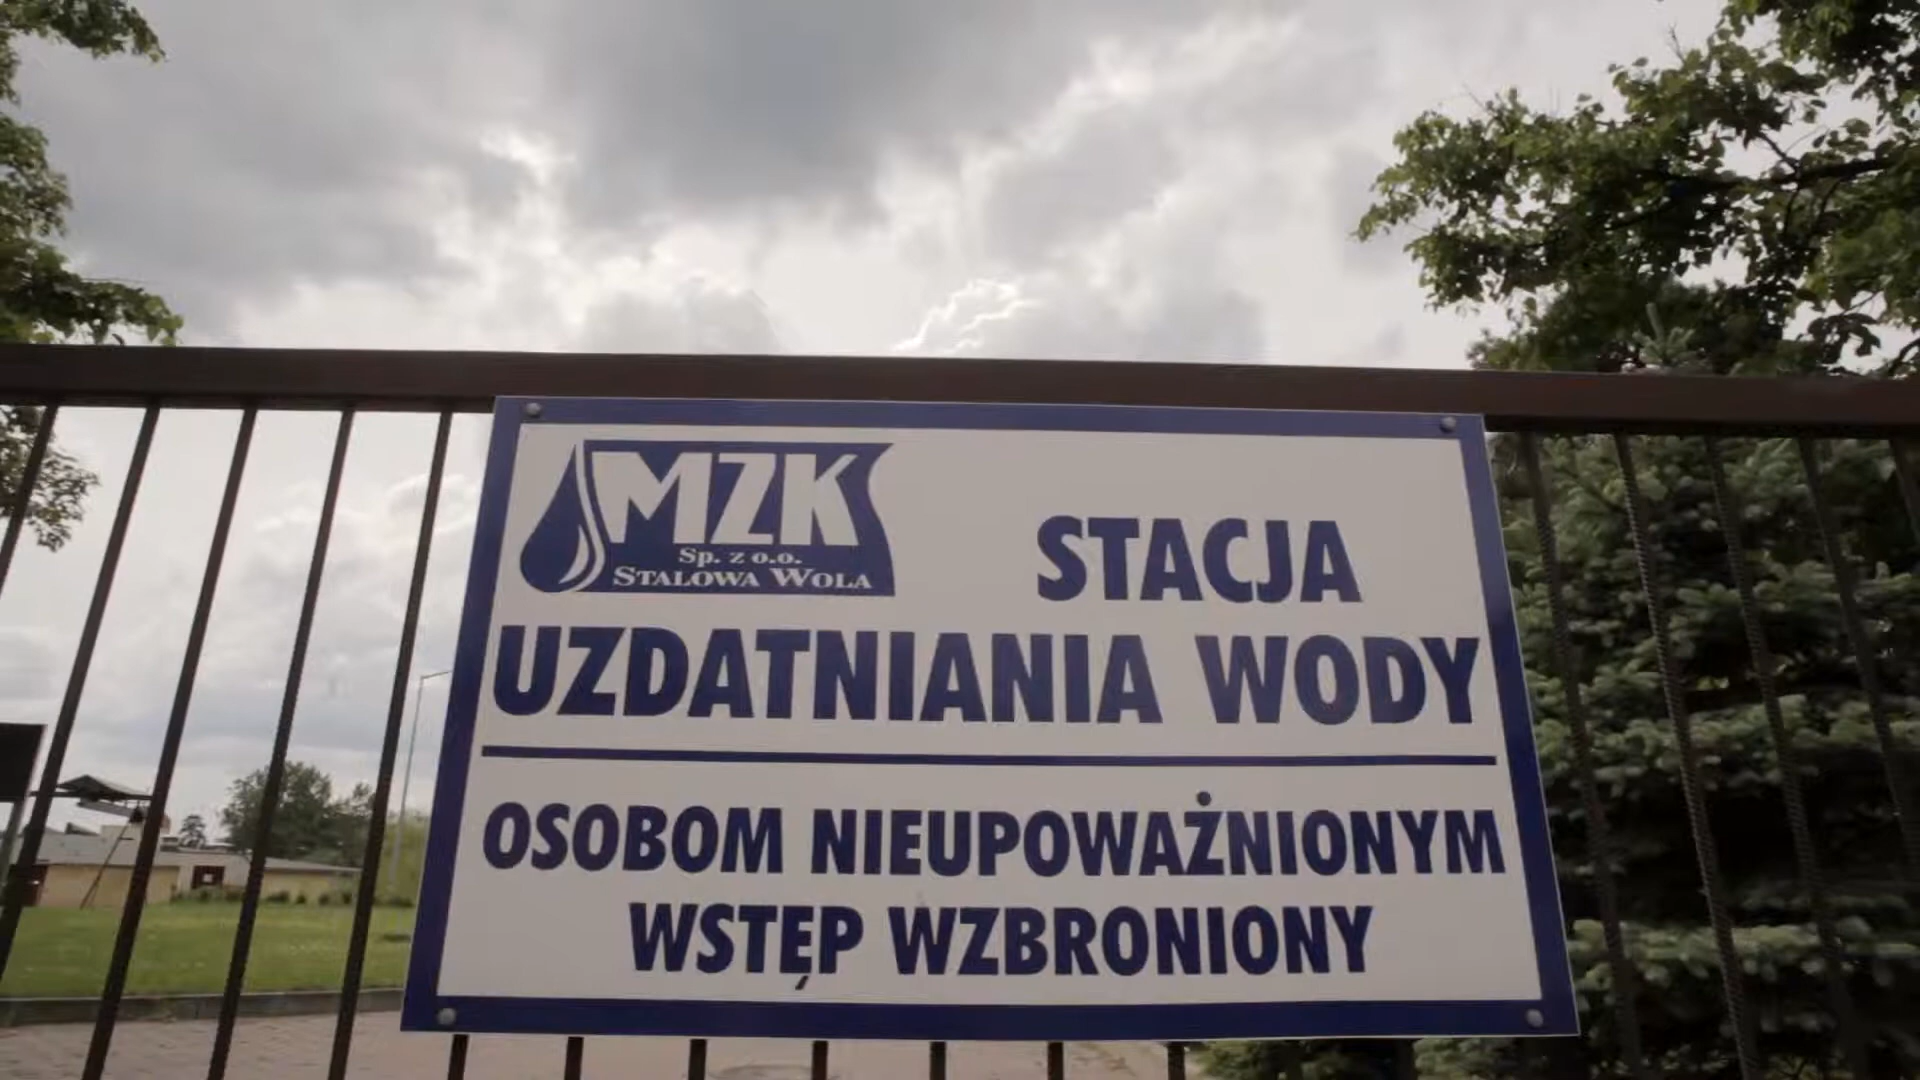 MZK
Sp. z o.o.
STALOWA WOLA
STACJA
UZDATNIANIA WODY
OSOBOM NIEUPOWAŻNIONYM
WSTĘP WZBRONIONY